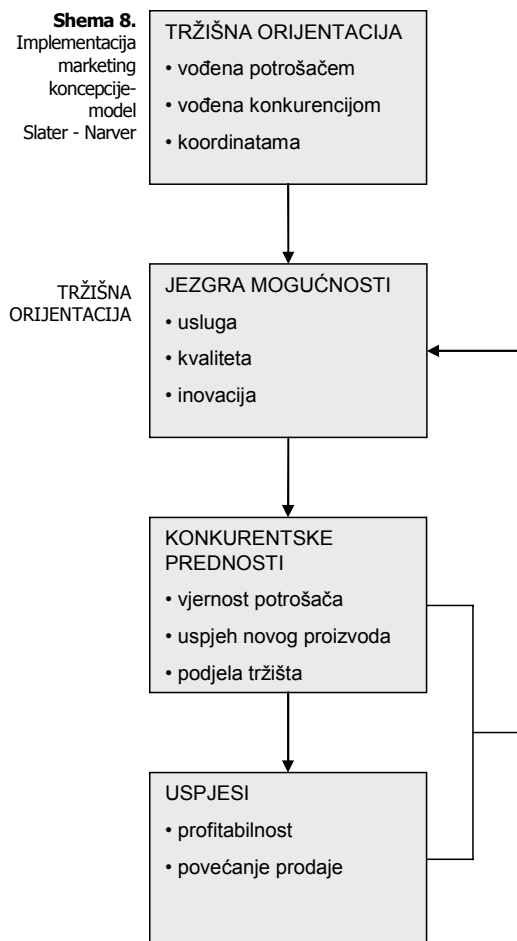 Shema 8.
Implementacija
marketing
koncepcije-
model
Slater - Narver
TRŽIŠNA ORIJENTACIJA
• vođena potrošačem
• vođena konkurencijom
• koordinatama
TRŽIŠNA
ORIJENTACIJA
JEZGRA MOGUĆNOSTI
• usluga
• kvaliteta
• inovacija
KONKURENTSKE
PREDNOSTI
• vjernost potrošača
• uspjeh novog proizvoda
• podjela tržišta
USPJESI
• profitabilnost
• povećanje prodaje